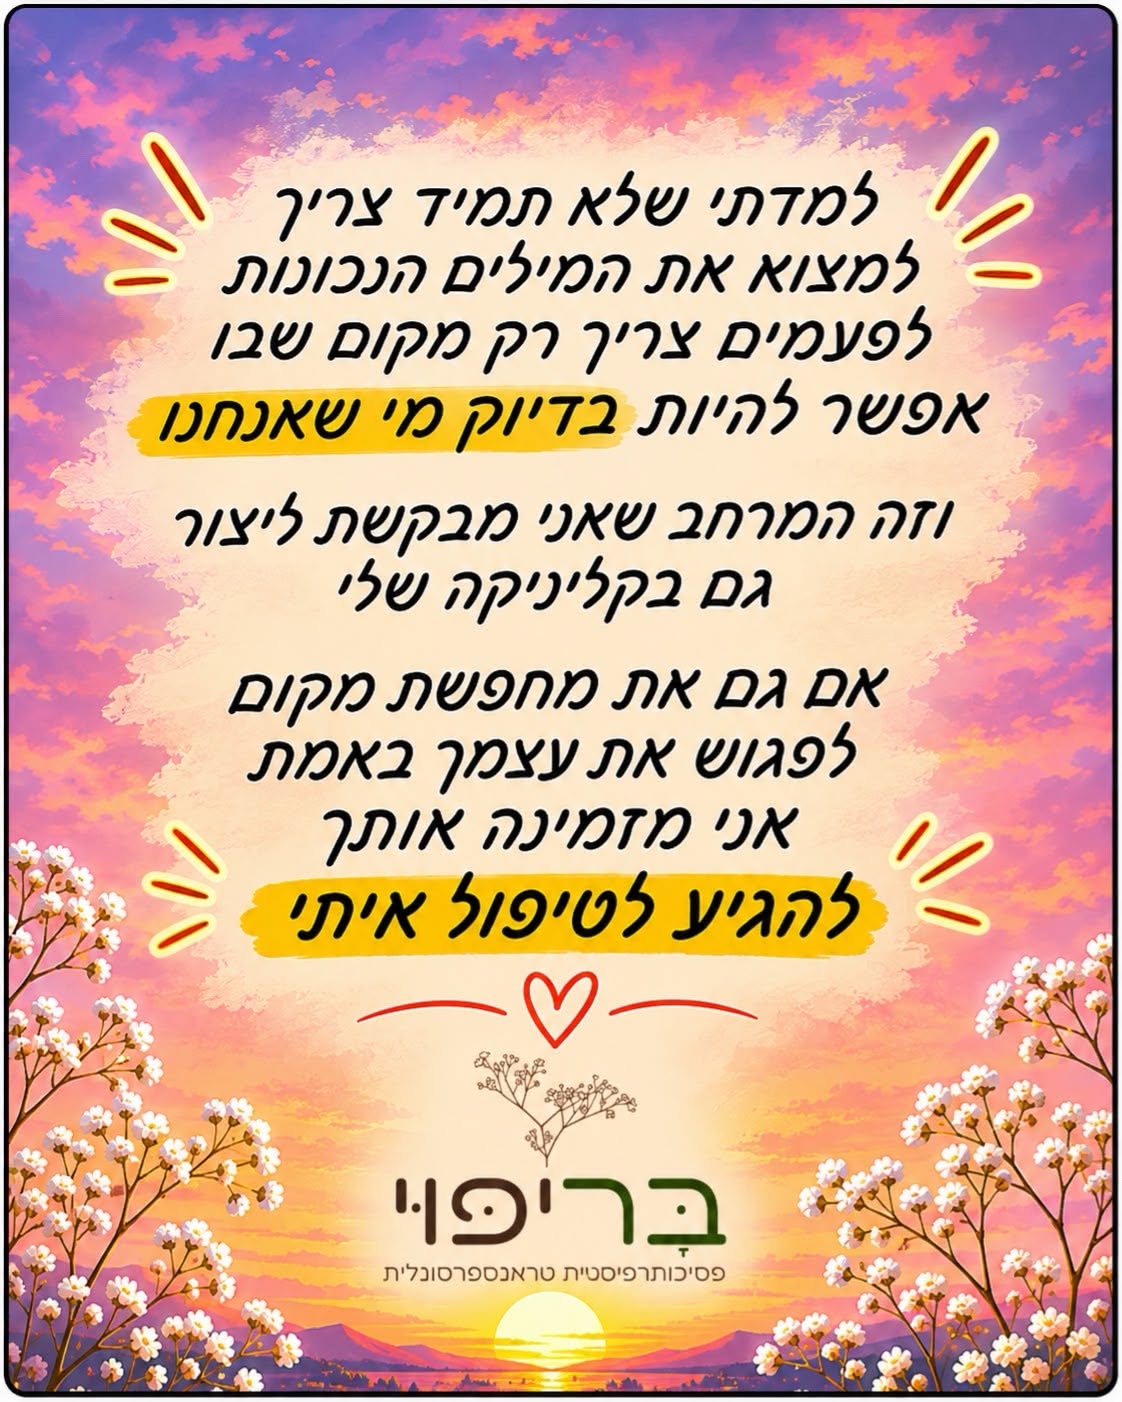 למדתי שלא תמיד צריך
למצוא את המילים הנכונות
לפעמים צריך רק מקום שבו
אפשר להיות בדיוק מי שאנחנו
וזה המרחב שאני מבקשת ליצור
גם בקליניקה שלי
אם גם את מחפשת מקום
לפגוש את עצמך באמת
אני מזמינה אותך
להגיע לטיפול איתי
בָּרִיפּוּי
פסיכותרפיסטית טראנספרסונלית